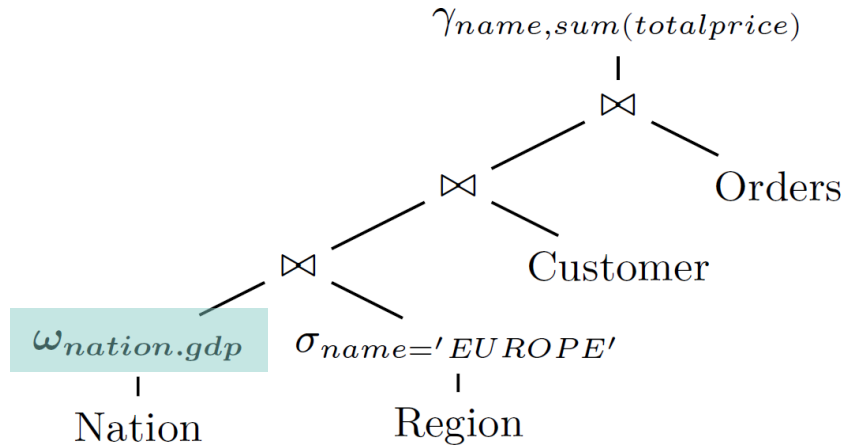 γname,sum(totalprice)
⋈
⋈
Orders
⋈
Customer
ωnation.gdp
σname='EUROPE'
Nation
Region